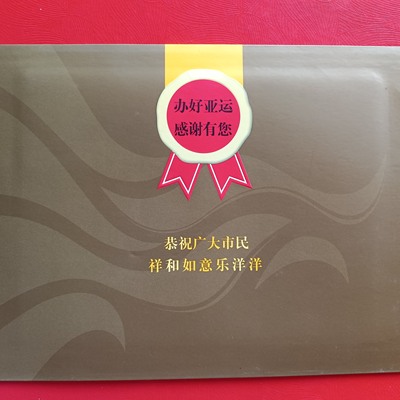 办好亚运
感谢有您
恭祝广大市民
祥和如意乐洋洋